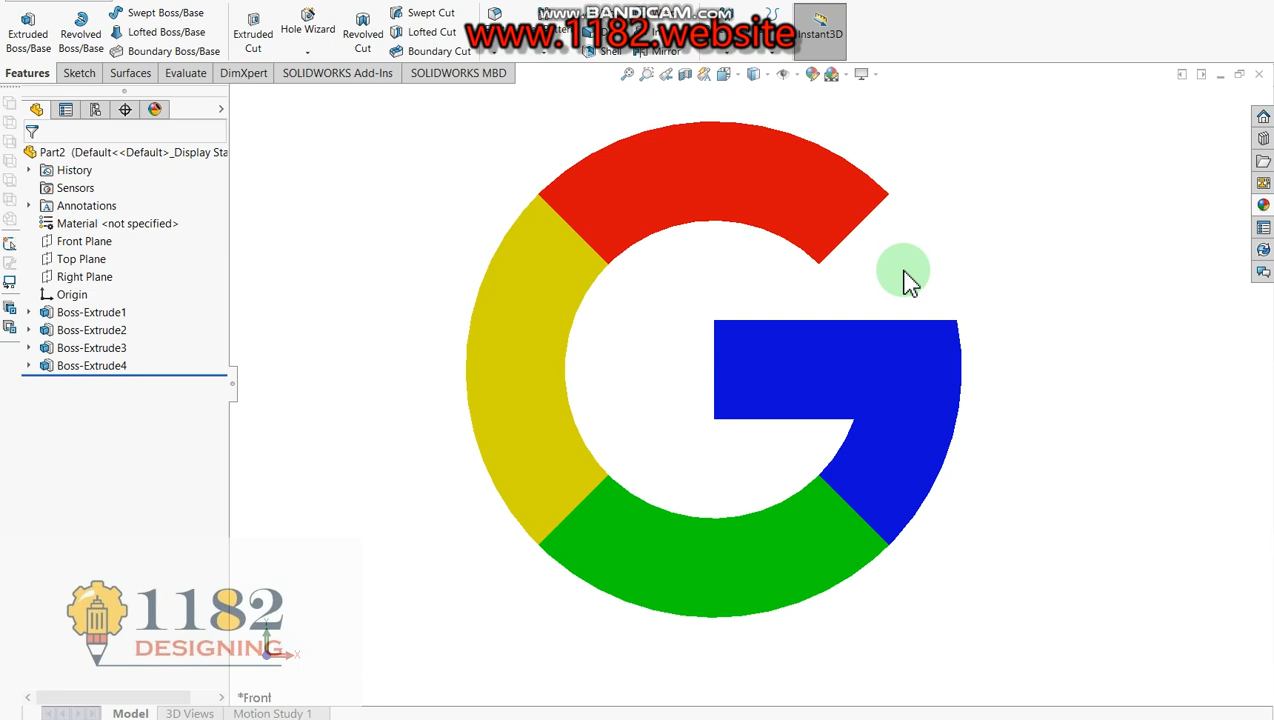 www.BANDICAM.com
www.1182.website
Extruded Boss/Base
Revolved Boss/Base
Swept Boss/Base
Lofted Boss/Base
Boundary Boss/Base
Extruded Cut
Hole Wizard
Revolved Cut
Swept Cut
Lofted Cut
Boundary Cut
Shell
Mirror
Instant3D
Features
Sketch
Surfaces
Evaluate
DimXpert
SOLIDWORKS Add-Ins
SOLIDWORKS MBD
Part2 (Default<<Default>_Display Sta
History
Sensors
Annotations
Material <not specified>
Front Plane
Top Plane
Right Plane
Origin
Boss-Extrude1
Boss-Extrude2
Boss-Extrude3
Boss-Extrude4
1182
DESIGNING
Y
X
*Front
Model
3D Views
Motion Study 1